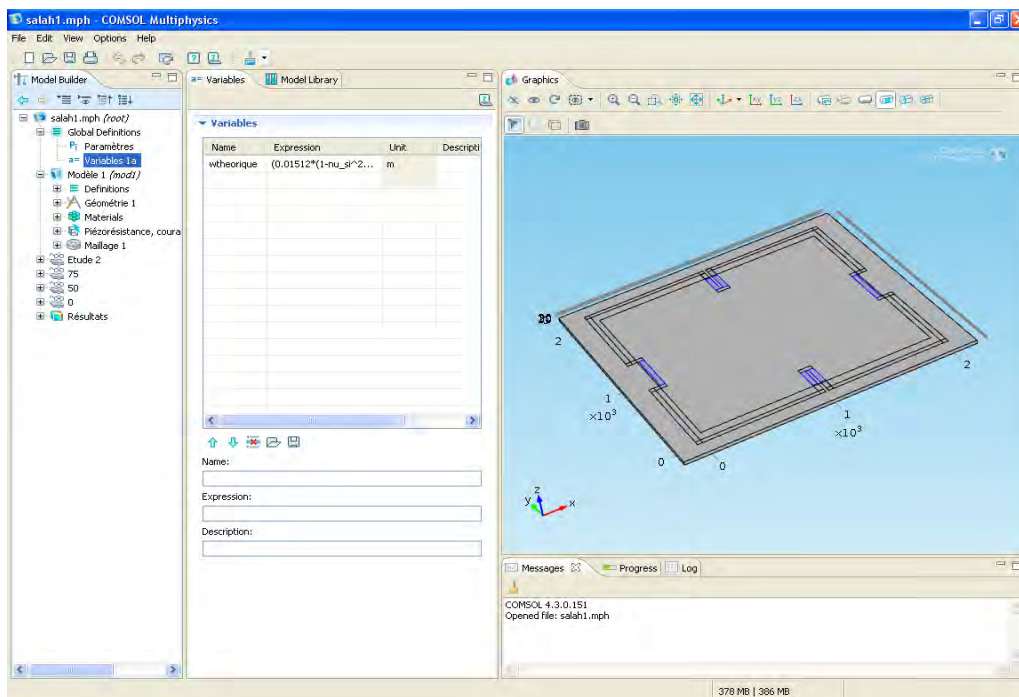 salah1.mph - COMSOL Multiphysics
File Edit View Options Help
Model Builder
salah1.mph (root)
Global Definitions
Pi Paramètres
a= Variables 1a
Modèle 1 (mod1)
Definitions
Géométrie 1
Materials
Piézorésistance, coura
Maillage 1
Etude 2
75
50
0
Résultats
a= Variables Model Library
Variables
Name Expression Unit Descripti
wtheorique (0.01512*(1-nu_si^2... m
Name:
Expression:
Description:
Graphics
xy yz xz
2
1
×10³
0
0
1
×10³
2
z
y x
Messages Progress Log
COMSOL 4.3.0.151
Opened file: salah1.mph
378 MB | 386 MB